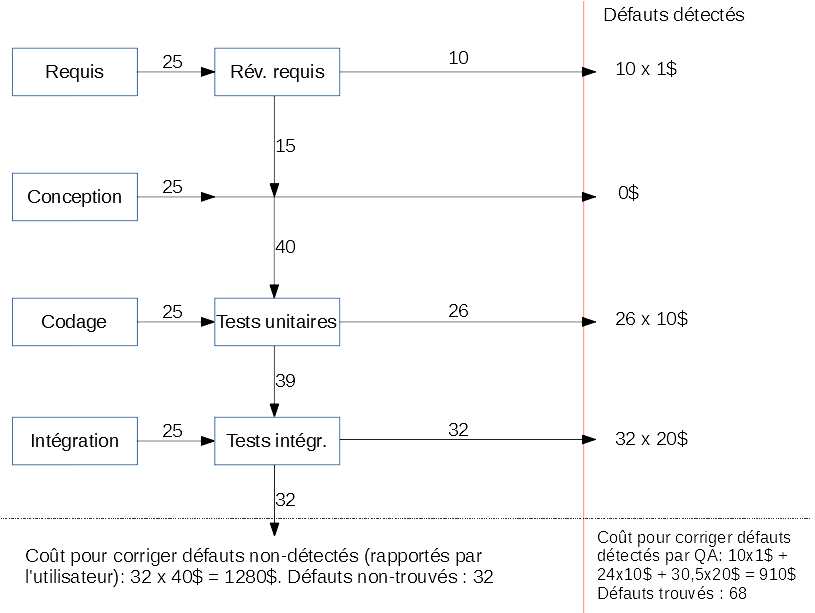 Défauts détectés
Requis
25
Rév. requis
10
10 x 1$
15
Conception
25
0$
40
Codage
25
Tests unitaires
26
26 x 10$
39
Intégration
25
Tests intégr.
32
32 x 20$
32
Coût pour corriger défauts non-détectés (rapportés par
l'utilisateur): 32 x 40$ = 1280$. Défauts non-trouvés : 32
Coût pour corriger défauts
détectés par QA: 10x1$ +
24x10$ + 30,5x20$ = 910$
Défauts trouvés : 68